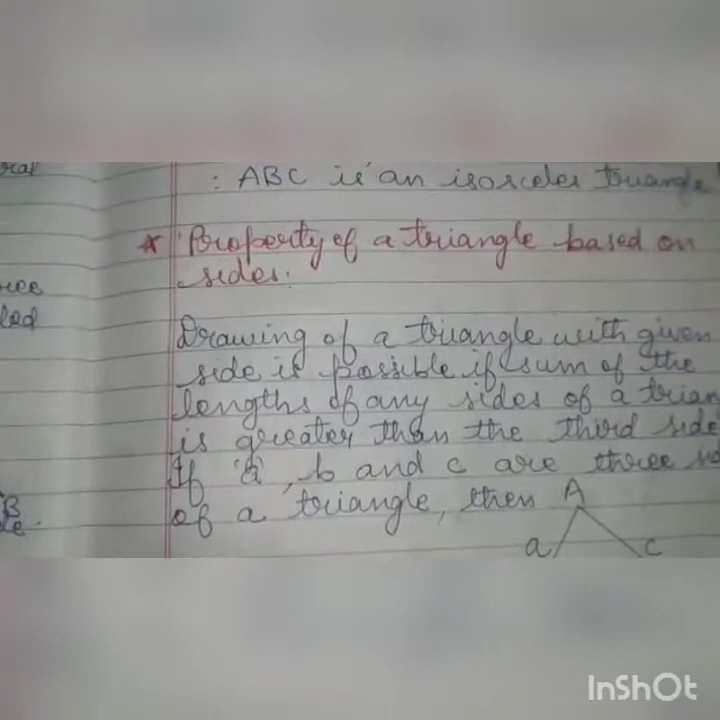 : ABC is an isosceles triangle
* Property of a triangle based on
sides.
Drawing of a triangle with given
side is possible if sum of the
lengths of any sides of a trian
is greater than the third side
If 'a', b and c are three
of a triangle, then A
a c
B
InShOt